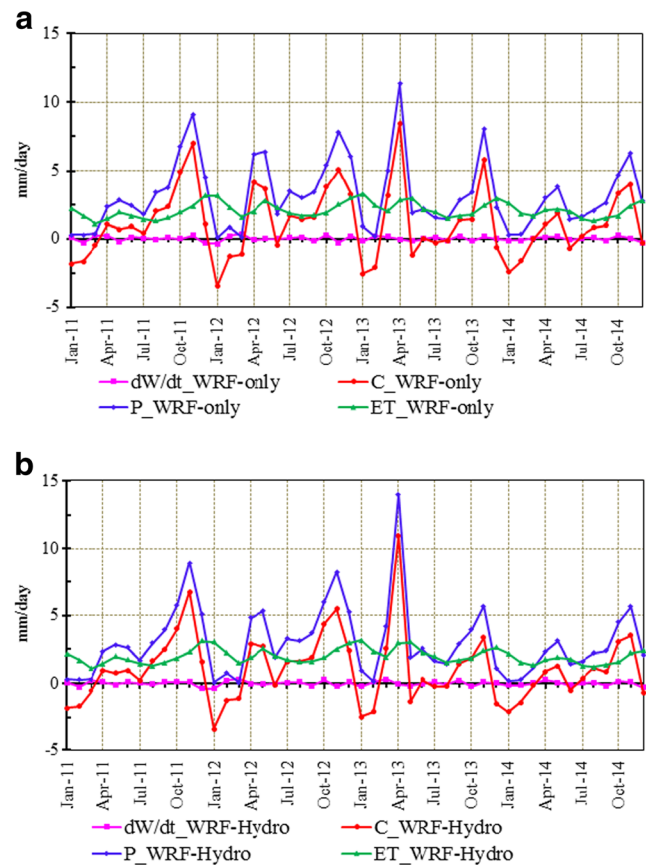 a
15
10
5
0
-5
mm/day
Jan-11
Apr-11
Jul-11
Oct-11
Jan-12
Apr-12
Jul-12
Oct-12
Jan-13
Apr-13
Jul-13
Oct-13
Jan-14
Apr-14
Jul-14
Oct-14
dW/dt_WRF-only
C_WRF-only
P_WRF-only
ET_WRF-only
b
15
10
5
0
-5
mm/day
Jan-11
Apr-11
Jul-11
Oct-11
Jan-12
Apr-12
Jul-12
Oct-12
Jan-13
Apr-13
Jul-13
Oct-13
Jan-14
Apr-14
Jul-14
Oct-14
dW/dt_WRF-Hydro
C_WRF-Hydro
P_WRF-Hydro
ET_WRF-Hydro